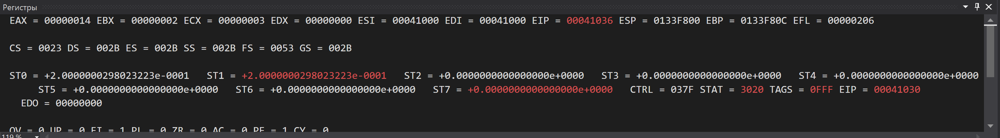 Регистры
EAX = 00000014 EBX = 00000002 ECX = 00000003 EDX = 00000000 ESI = 00041000 EDI = 00041000 EIP = 00041036 ESP = 0133F800 EBP = 0133F80C EFL = 00000206
CS = 0023 DS = 002B ES = 002B SS = 002B FS = 0053 GS = 002B
ST0 = +2.0000000298023223e-0001 ST1 = +2.0000000298023223e-0001 ST2 = +0.0000000000000000e+0000 ST3 = +0.0000000000000000e+0000 ST4 = +0.0000000000000000e+0000
ST5 = +0.0000000000000000e+0000 ST6 = +0.0000000000000000e+0000 ST7 = +0.0000000000000000e+0000 CTRL = 037F STAT = 3020 TAGS = 0FFF EIP = 00041030
EDO = 00000000
OV = 0 UP = 0 EI = 1 PL = 0 ZR = 0 AC = 0 PE = 1 CY = 0
119 %